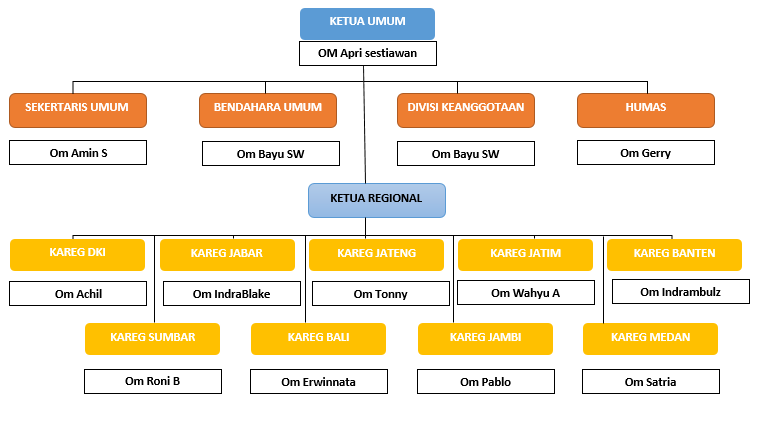 KETUA UMUM
OM Apri sestiawan
SEKERTARIS UMUM
BENDAHARA UMUM
DIVISI KEANGGOTAAN
HUMAS
Om Amin S
Om Bayu SW
Om Bayu SW
Om Gerry
KETUA REGIONAL
KAREG DKI
KAREG JABAR
KAREG JATENG
KAREG JATIM
KAREG BANTEN
Om Achil
Om IndraBlake
Om Tonny
Om Wahyu A
Om Indrambulz
KAREG SUMBAR
KAREG BALI
KAREG JAMBI
KAREG MEDAN
Om Roni B
Om Erwinnata
Om Pablo
Om Satria